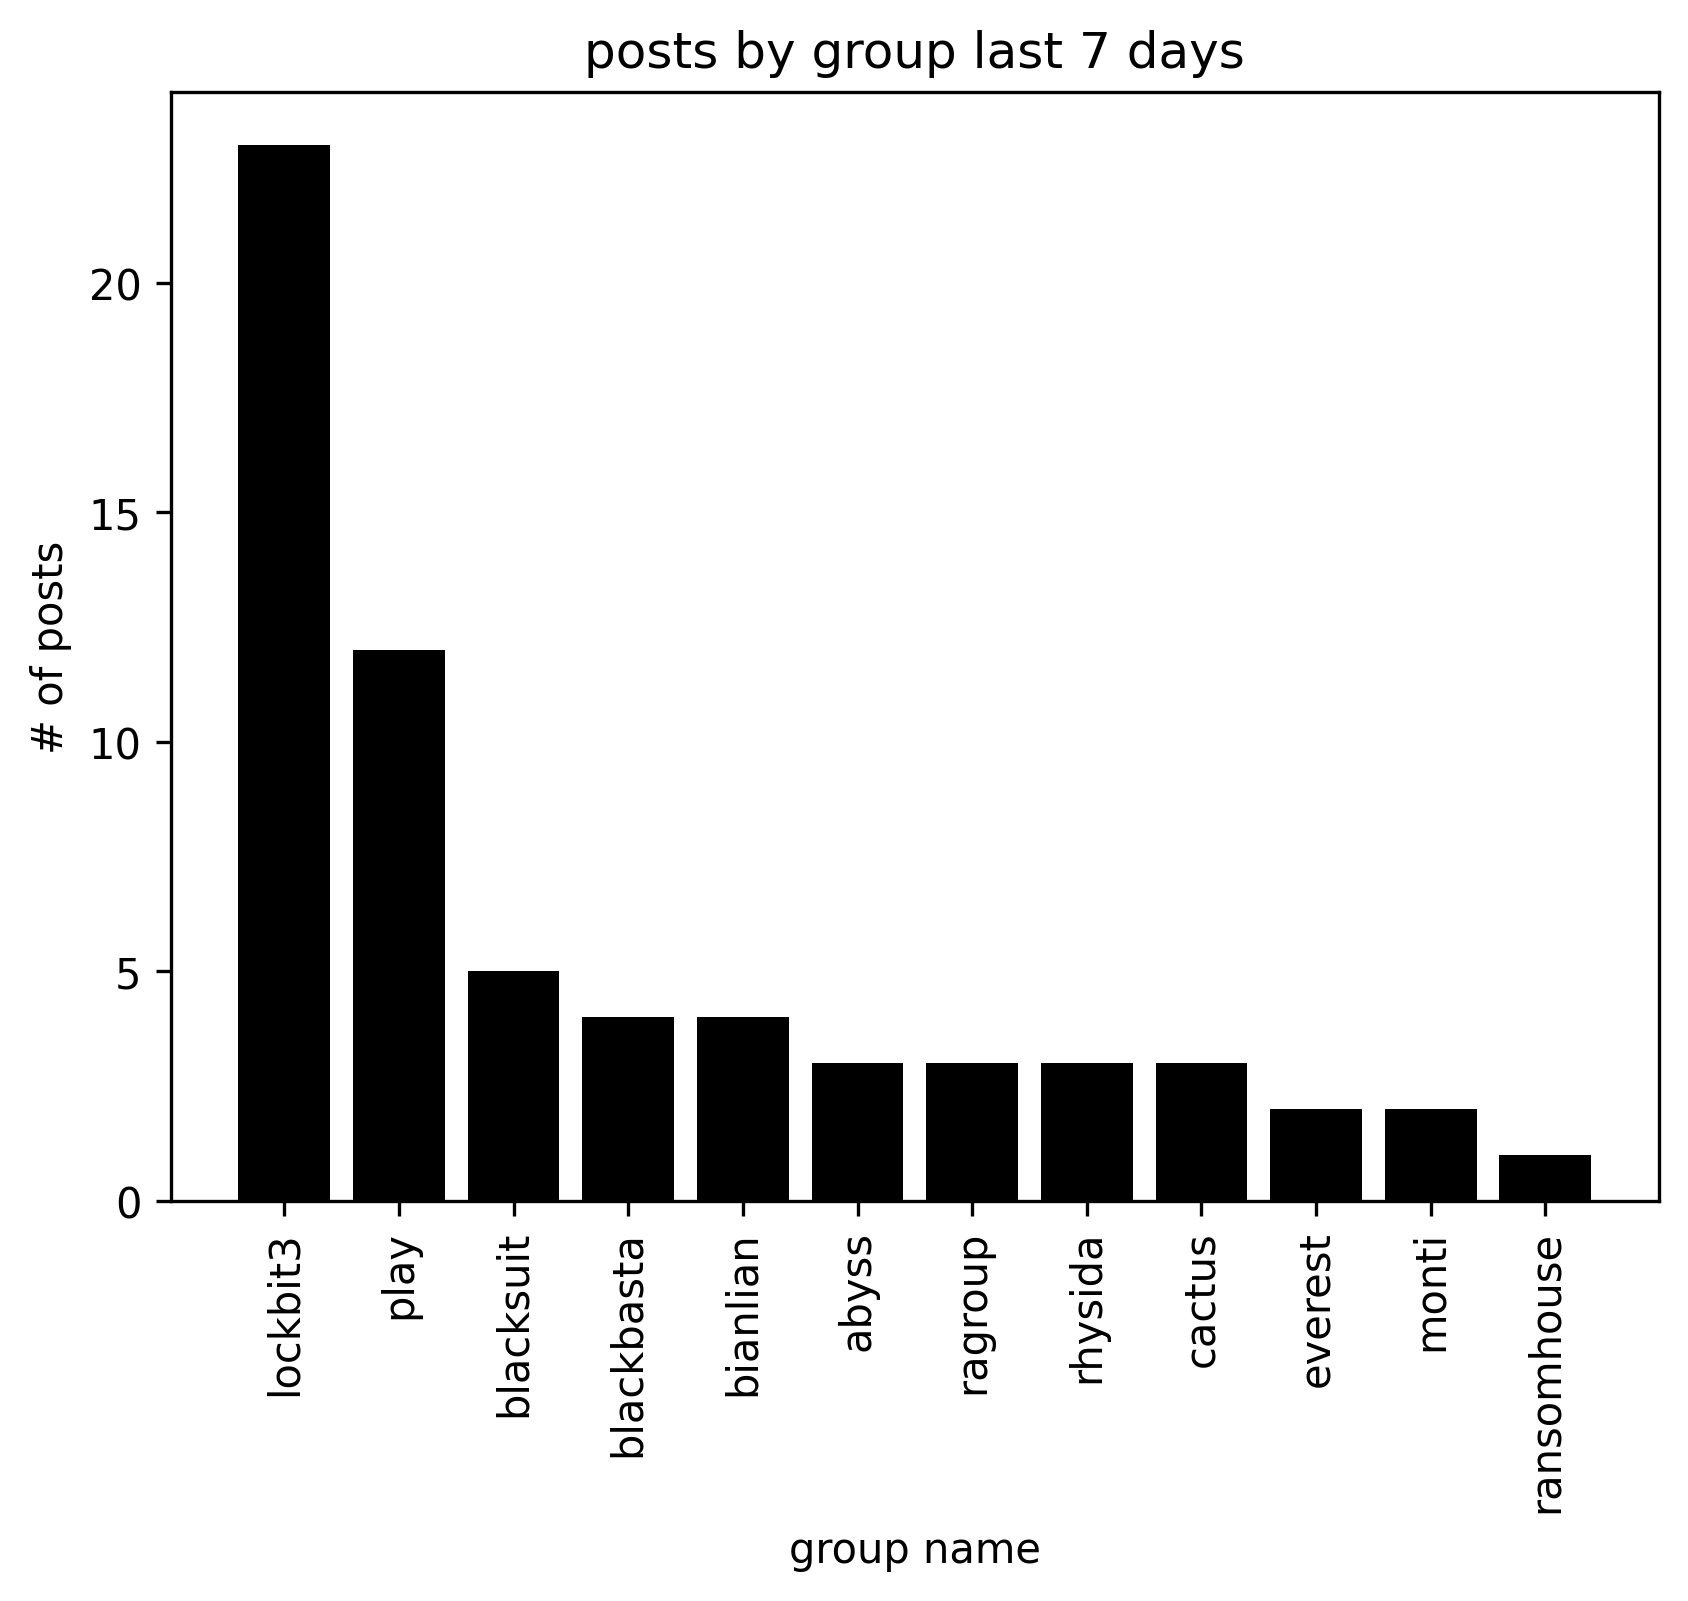 posts by group last 7 days
# of posts
20
15
10
5
0
lockbit3
play
blacksuit
blackbasta
bianlian
abyss
ragroup
rhysida
cactus
everest
monti
ransomhouse
group name